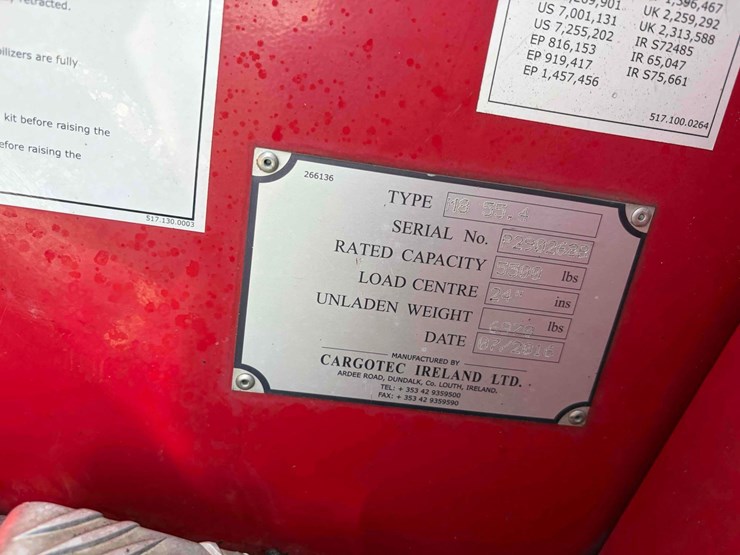 retracted.
are fully
kit before raising the
before raising the
517.130.0003
US 7,001,131
US 7,255,202
EP 816,153
EP 919,417
EP 1,457,456
UK 2,259,292
UK 2,313,588
IR S72485
IR 65,047
IR S75,661
517.100.0264
266136
TYPE
SERIAL No.
RATED CAPACITY 5500 lbs
LOAD CENTRE 24" ins
UNLADEN WEIGHT lbs
DATE
MANUFACTURED BY
CARGOTEC IRELAND LTD.
ARDEE ROAD, DUNDALK, Co. LOUTH, IRELAND.
TEL: + 353 42 9359500
FAX: + 353 42 9359590